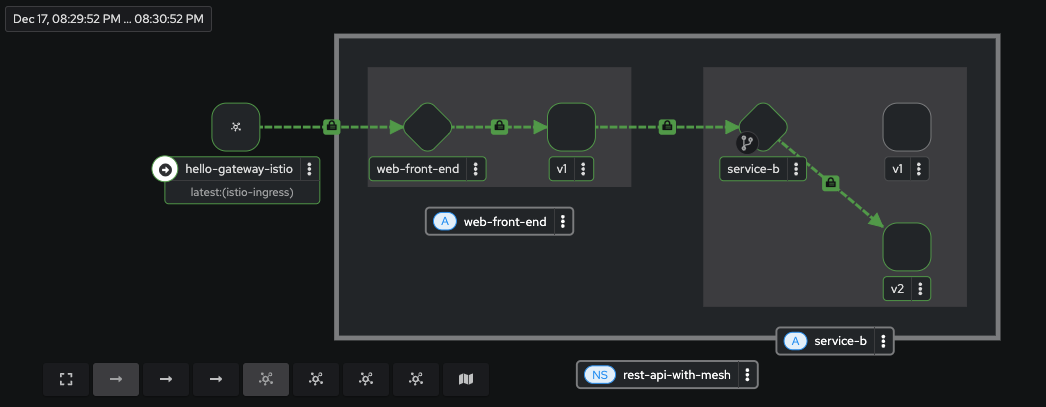 Dec 17, 08:29:52 PM ... 08:30:52 PM
hello-gateway-istio
latest:(istio-ingress)
web-front-end
v1
service-b
v1
v2
A web-front-end
A service-b
NS rest-api-with-mesh